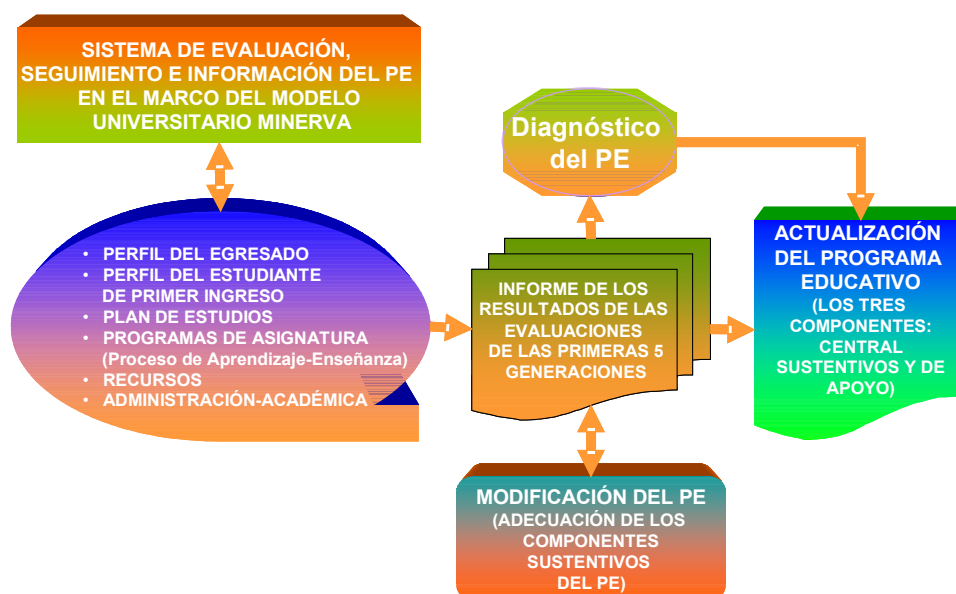 SISTEMA DE EVALUACIÓN,
SEGUIMIENTO E INFORMACIÓN DEL PE
EN EL MARCO DEL MODELO
UNIVERSITARIO MINERVA
Diagnóstico
del PE
• PERFIL DEL EGRESADO
• PERFIL DEL ESTUDIANTE
DE PRIMER INGRESO
• PLAN DE ESTUDIOS
• PROGRAMAS DE ASIGNATURA
(Proceso de Aprendizaje-Enseñanza)
• RECURSOS
• ADMINISTRACIÓN-ACADÉMICA
INFORME DE LOS
RESULTADOS DE LAS
EVALUACIONES
DE LAS PRIMERAS 5
GENERACIONES
ACTUALIZACIÓN
DEL PROGRAMA
EDUCATIVO
(LOS TRES
COMPONENTES:
CENTRAL
SUSTENTIVOS Y DE
APOYO)
MODIFICACIÓN DEL PE
(ADECUACIÓN DE LOS
COMPONENTES
SUSTENTIVOS
DEL PE)